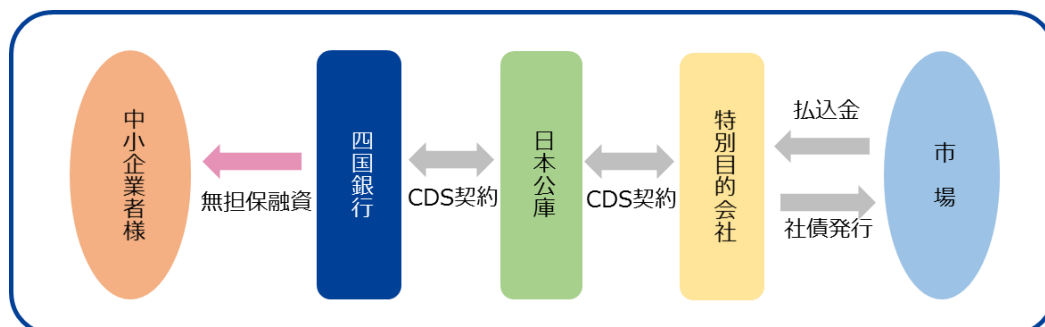 中小企業者様
無担保融資
四国銀行
CDS契約
日本公庫
CDS契約
特別目的会社
払込金
社債発行
市場